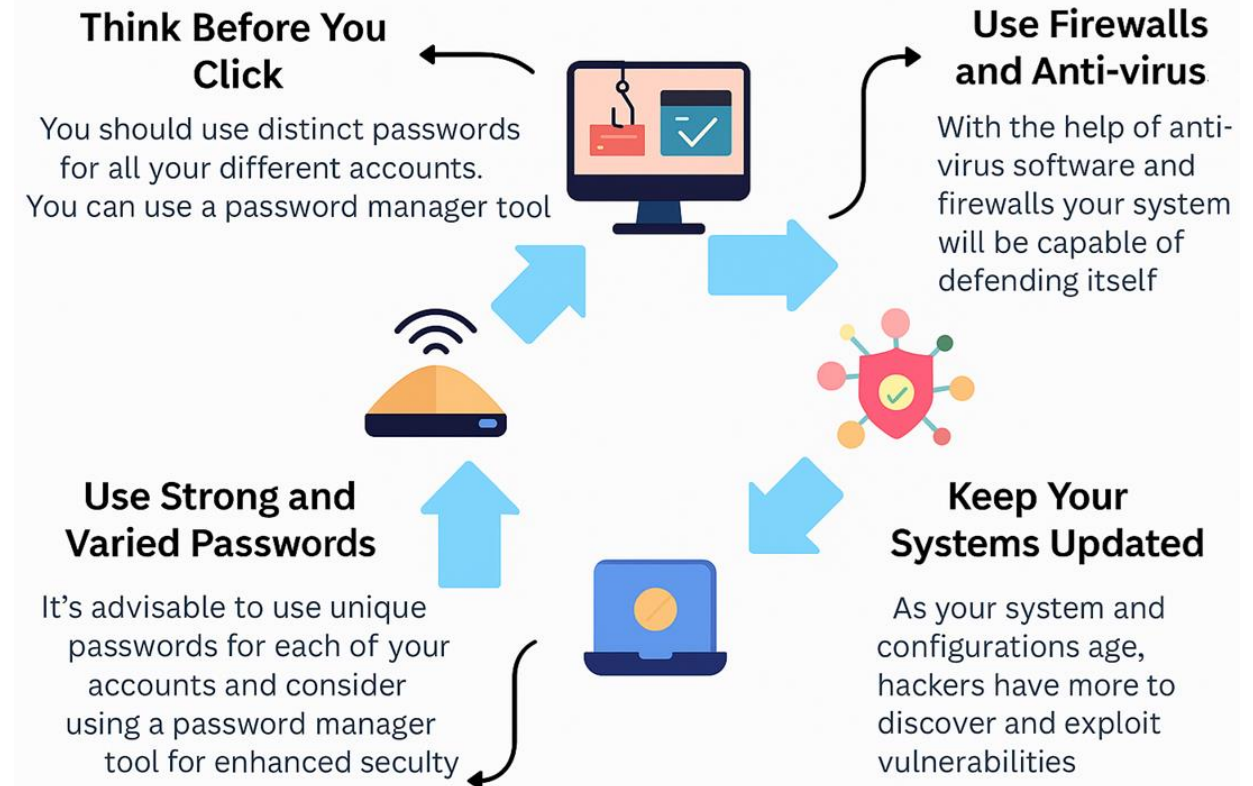 Think Before You
Click
You should use distinct passwords
for all your different accounts.
You can use a password manager tool
Use Firewalls
and Anti-virus
With the help of anti-
virus software and
firewalls your system
will be capable of
defending itself
Use Strong and
Varied Passwords
It's advisable to use unique
passwords for each of your
accounts and consider
using a password manager
tool for enhanced seculty
Keep Your
Systems Updated
As your system and
configurations age,
hackers have more to
discover and exploit
vulnerabilities